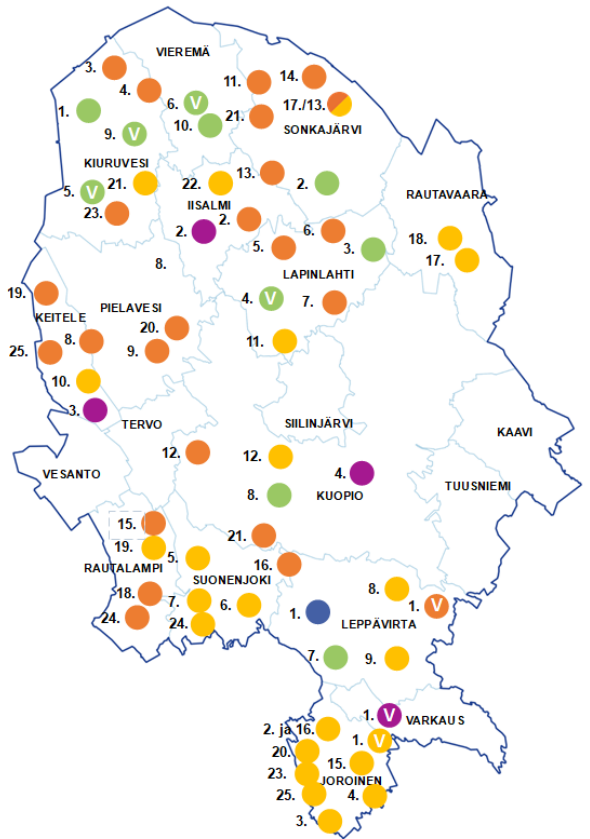 VIEREMÄ
3.
4.
11.
14.
1.
6. V
17./13.
10.
21.
SONKAJÄRVI
9. V
KIURUVESI
5. V
21.
22.
13.
2.
RAUTAVAARA
23.
IISALMI
2.
2.
6.
18.
5.
3.
17.
8.
LAPINLAHTI
19.
PIELAVESI
4. V
7.
KEITELE
20.
8.
25.
9.
11.
10.
3.
TERVO
SIILINJÄRVI
KAAVI
12.
12.
VESANTO
4.
TUUSNIEMI
8.
KUOPIO
15.
21.
19.
5.
16.
RAUTALAMPI
SUONENJOKI
8.
18.
7.
6.
1.
1. V
24.
24.
LEPPÄVIRTA
7.
9.
1. V
VARKAUS
2. ja 16.
1. V
20.
15.
23.
JOROINEN
25.
4.
3.